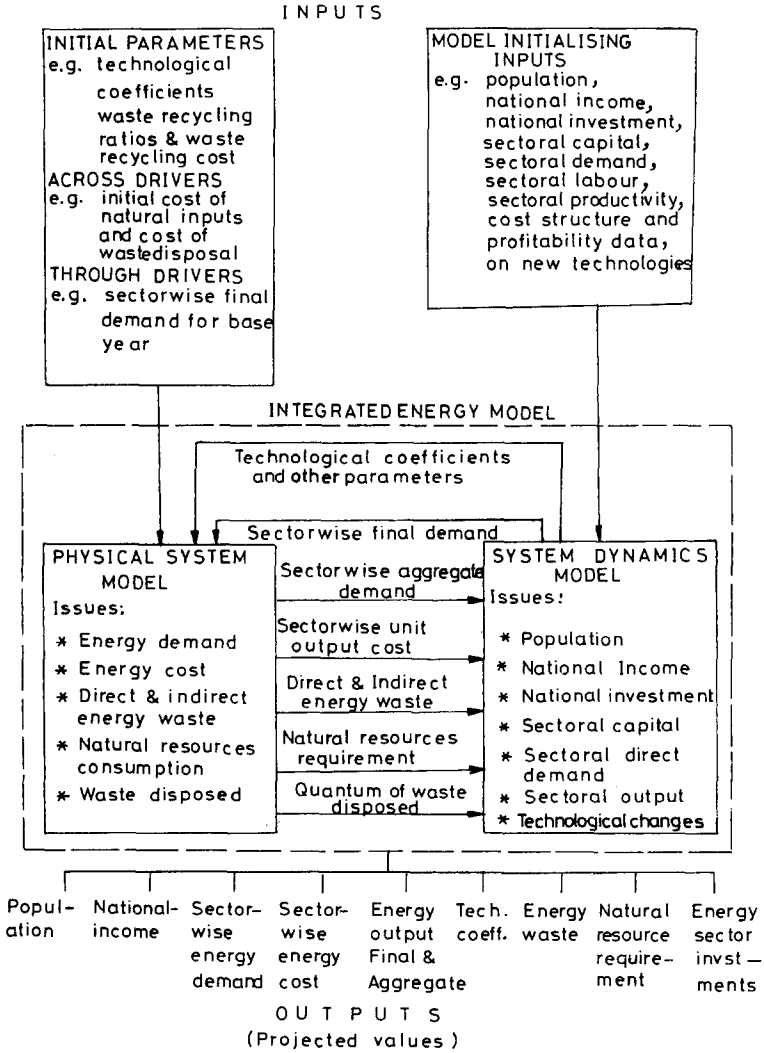 INPUTS
INITIAL PARAMETERS
e.g. technological
coefficients
waste recycling
ratios & waste
recycling cost
ACROSS DRIVERS
e.g. initial cost of
natural inputs
and cost of
wastedisposal
THROUGH DRIVERS
e.g. sectorwise final
demand for base
year
MODEL INITIALISING
INPUTS
e.g. population,
national income,
national investment,
sectoral capital,
sectoral demand,
sectoral labour,
sectoral productivity,
cost structure and
profitability data,
on new technologies
INTEGRATED ENERGY MODEL
Technological coefficients
and other parameters
Sectorwise final demand
PHYSICAL SYSTEM
MODEL
Issues:
* Energy demand
* Energy cost
* Direct & indirect
energy waste
* Natural resources
consumption
* Waste disposed
Sectorwise aggregate
demand
Sectorwise unit
output cost
Direct & Indirect
energy waste
Natural resources
requirement
Quantum of waste
disposed
SYSTEM DYNAMICS
MODEL
Issues:
* Population
* National Income
* National investment
* Sectoral capital
* Sectoral direct
demand
* Sectoral output
* Technological changes
Popul-
ation
National-
income
Sector-
wise
energy
demand
Sector-
wise
energy
cost
Energy
output
Final &
Aggregate
Tech.
coeff.
Energy
waste
Natural
resource
require-
ment
Energy
sector
invst-
ments
OUTPUTS
(Projected values)